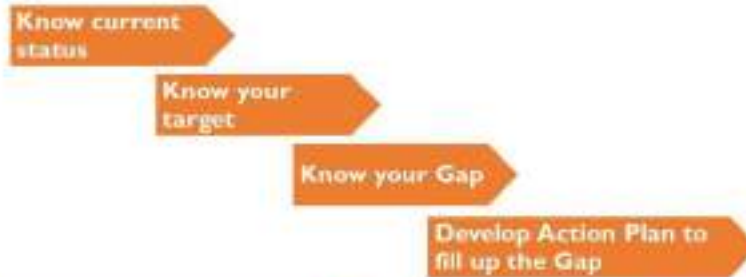 Know current
status
Know your
target
Know your Gap
Develop Action Plan to
fill up the Gap